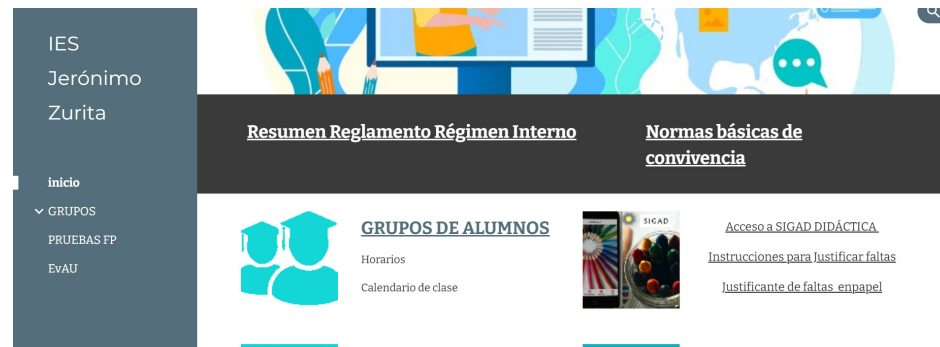 IES
Jerónimo
Zurita
inicio
GRUPOS
PRUEBAS FP
EvAU
Resumen Reglamento Régimen Interno
Normas básicas de
convivencia
GRUPOS DE ALUMNOS
Horarios
Calendario de clase
SIGAD
Acceso a SIGAD DIDÁCTICA
Instrucciones para Justificar faltas
Justificante de faltas enpapel